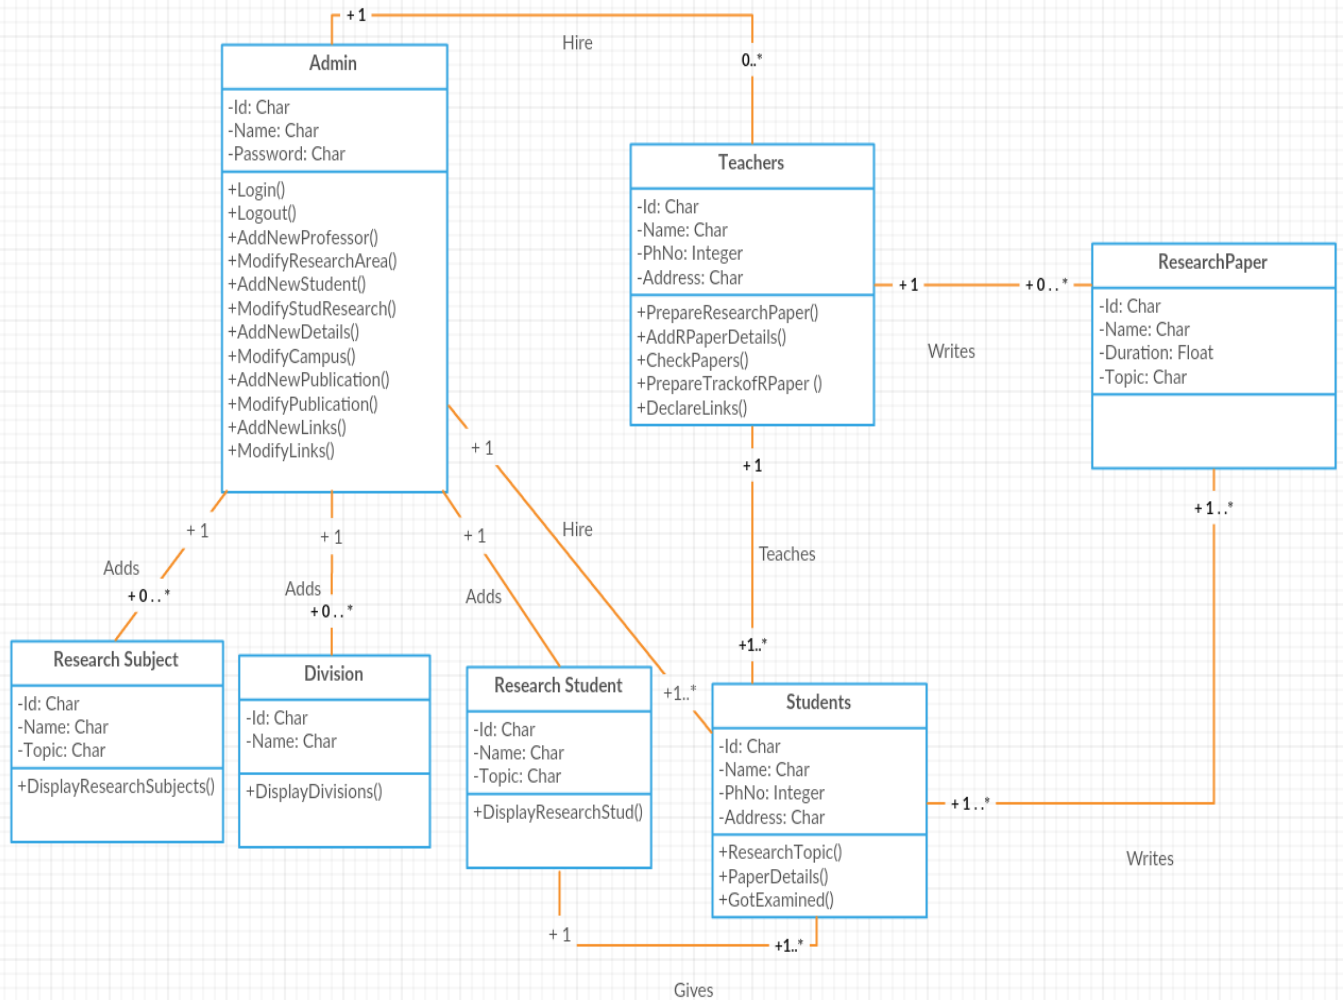 + 1
Hire
0..*
Admin
-Id: Char
-Name: Char
-Password: Char
+Login()
+Logout()
+AddNewProfessor()
+ModifyResearchArea()
+AddNewStudent()
+ModifyStudResearch()
+AddNewDetails()
+ModifyCampus()
+AddNewPublication()
+ModifyPublication()
+AddNewLinks()
+ModifyLinks()
Teachers
-Id: Char
-Name: Char
-PhNo: Integer
-Address: Char
+PrepareResearchPaper()
+AddRPaperDetails()
+CheckPapers()
+PrepareTrackofRPaper ()
+DeclareLinks()
+ 1
+ 0 . . *
Writes
ResearchPaper
-Id: Char
-Name: Char
-Duration: Float
-Topic: Char
+ 1
Hire
+1..*
+ 1
Teaches
+1..*
+ 1 . . *
+ 1
Adds
+ 0 . . *
+ 1
Adds
+ 0 . . *
+ 1
Adds
Research Subject
-Id: Char
-Name: Char
-Topic: Char
+DisplayResearchSubjects()
Division
-Id: Char
-Name: Char
+DisplayDivisions()
Research Student
-Id: Char
-Name: Char
-Topic: Char
+DisplayResearchStud()
Students
-Id: Char
-Name: Char
-PhNo: Integer
-Address: Char
+ResearchTopic()
+PaperDetails()
+GotExamined()
+ 1 . . *
Writes
+ 1
+1..*
Gives